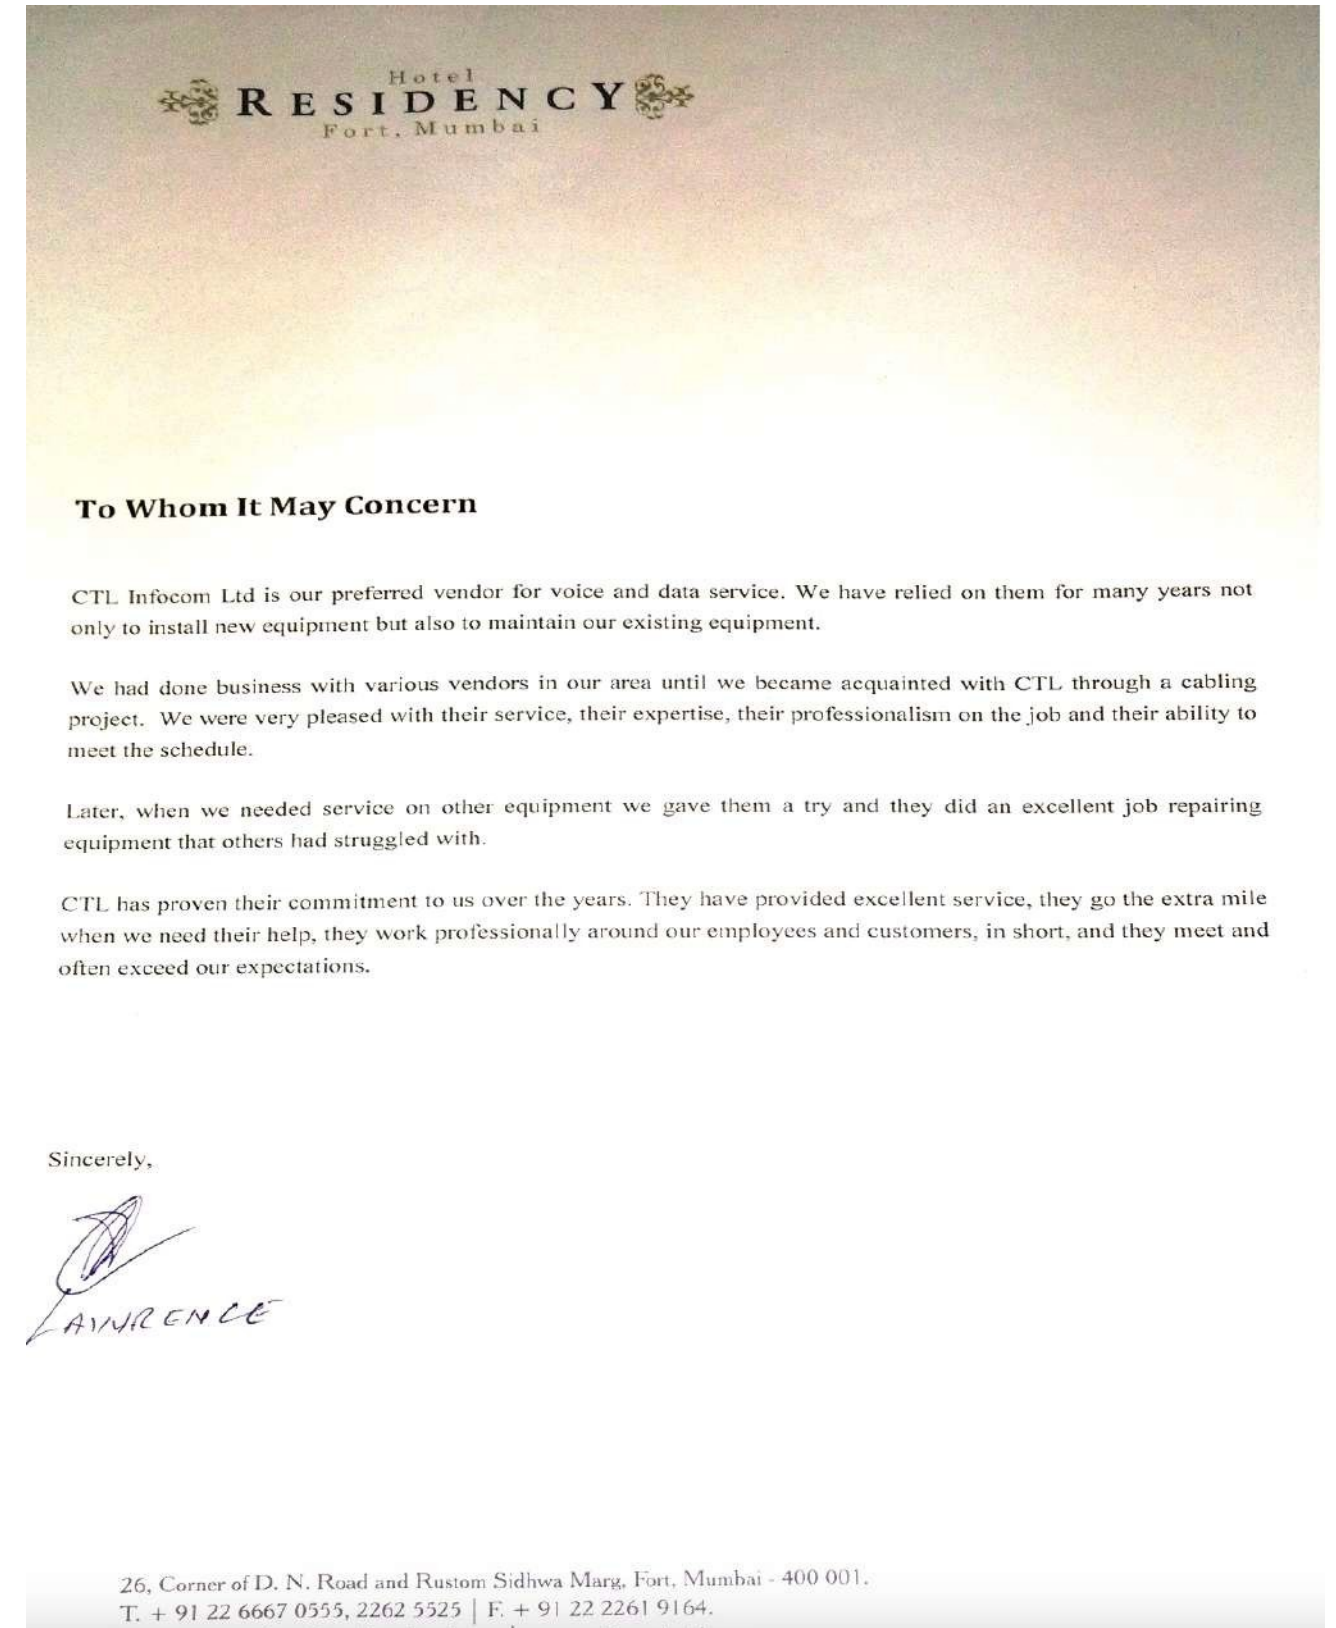 Hotel
RESIDENCY
Fort, Mumbai
To Whom It May Concern
CTL Infocom Ltd is our preferred vendor for voice and data service. We have relied on them for many years not
only to install new equipment but also to maintain our existing equipment.
We had done business with various vendors in our area until we became acquainted with CTL through a cabling
project. We were very pleased with their service, their expertise, their professionalism on the job and their ability to
meet the schedule.
Later, when we needed service on other equipment we gave them a try and they did an excellent job repairing
equipment that others had struggled with.
CTL has proven their commitment to us over the years. They have provided excellent service, they go the extra mile
when we need their help, they work professionally around our employees and customers, in short, and they meet and
often exceed our expectations.
Sincerely,
LAWRENCE
26, Corner of D. N. Road and Rustom Sidhwa Marg, Fort, Mumbai - 400 001.
T. + 91 22 6667 0555, 2262 5525 | F. + 91 22 2261 9164.